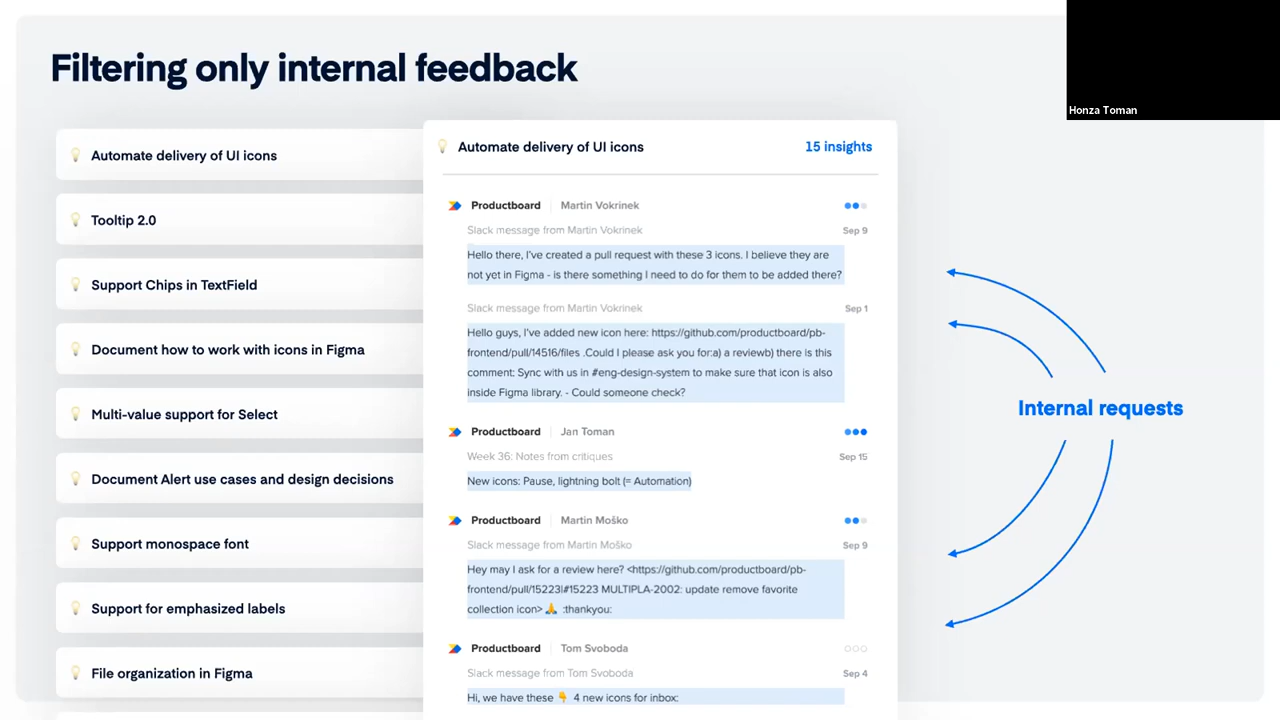 Filtering only internal feedback
Honza Toman
Automate delivery of UI icons
Tooltip 2.0
Support Chips in TextField
Document how to work with icons in Figma
Multi-value support for Select
Document Alert use cases and design decisions
Support monospace font
Support for emphasized labels
File organization in Figma
Automate delivery of UI icons 15 insights
Productboard Martin Vokrinek
Slack message from Martin Vokrinek Sep 9
Hello there, I've created a pull request with these 3 icons. I believe they are
not yet in Figma - is there something I need to do for them to be added there?
Slack message from Martin Vokrinek Sep 1
Hello guys, I've added new icon here: https://github.com/productboard/pb-
frontend/pull/14516/files .Could I please ask you for:a) a reviewb) there is this
comment: Sync with us in #eng-design-system to make sure that icon is also
inside Figma library. - Could someone check?
Productboard Jan Toman
Week 36: Notes from critiques Sep 15
New icons: Pause, lightning bolt (= Automation)
Productboard Martin Moško
Slack message from Martin Moško Sep 9
Hey may I ask for a review here? <https://github.com/productboard/pb-
frontend/pull/15223|#15223 MULTIPLA-2002: update remove favorite
collection icon> 🙏 :thankyou:
Productboard Tom Svoboda
Slack message from Tom Svoboda Sep 4
Hi, we have these 👇 4 new icons for inbox:
Internal requests